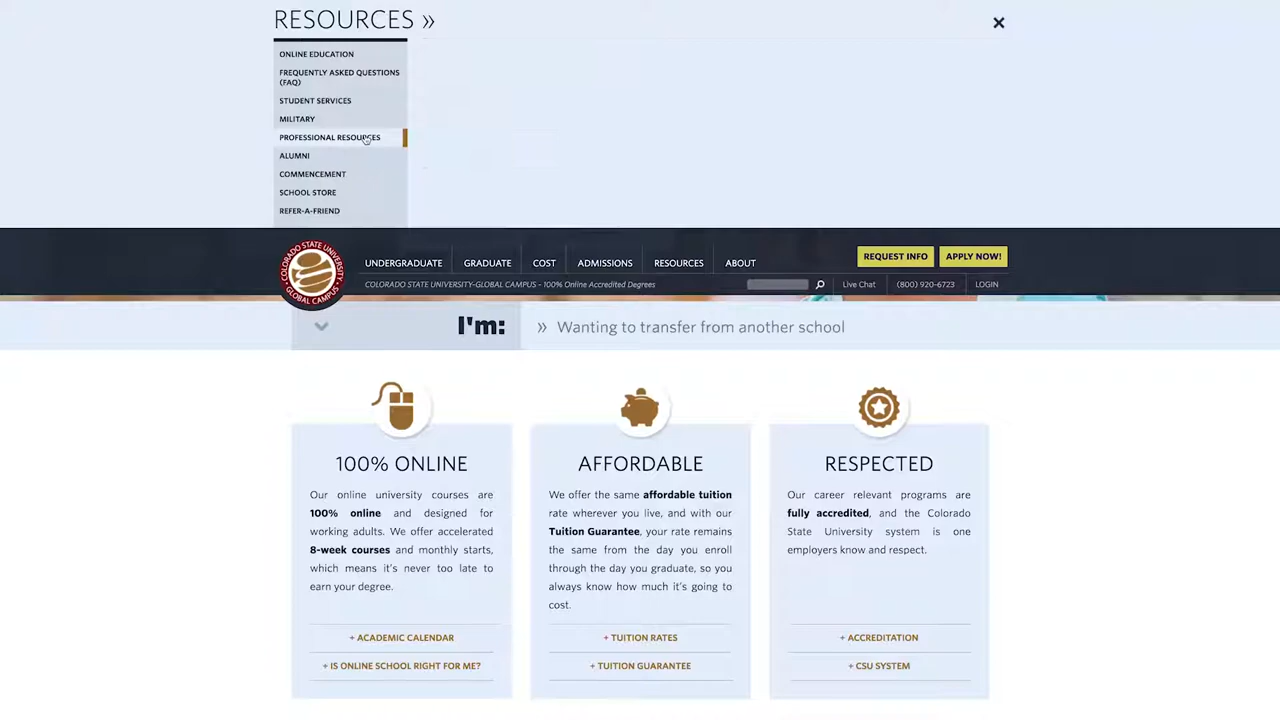 RESOURCES »
ONLINE EDUCATION
FREQUENTLY ASKED QUESTIONS
(FAQ)
STUDENT SERVICES
MILITARY
PROFESSIONAL RESOURCES
ALUMNI
COMMENCEMENT
SCHOOL STORE
REFER-A-FRIEND
COLORADO STATE UNIVERSITY
GLOBAL CAMPUS
UNDERGRADUATE GRADUATE COST ADMISSIONS RESOURCES ABOUT
REQUEST INFO APPLY NOW!
COLORADO STATE UNIVERSITY-GLOBAL CAMPUS - 100% Online Accredited Degrees
Live Chat (800) 920-6723 LOGIN
I'm: » Wanting to transfer from another school
100% ONLINE
Our online university courses are
100% online and designed for
working adults. We offer accelerated
8-week courses and monthly starts,
which means it's never too late to
earn your degree.
+ ACADEMIC CALENDAR
+ IS ONLINE SCHOOL RIGHT FOR ME?
AFFORDABLE
We offer the same affordable tuition
rate wherever you live, and with our
Tuition Guarantee, your rate remains
the same from the day you enroll
through the day you graduate, so you
always know how much it's going to
cost.
+ TUITION RATES
+ TUITION GUARANTEE
RESPECTED
Our career relevant programs are
fully accredited, and the Colorado
State University system is one
employers know and respect.
+ ACCREDITATION
+ CSU SYSTEM